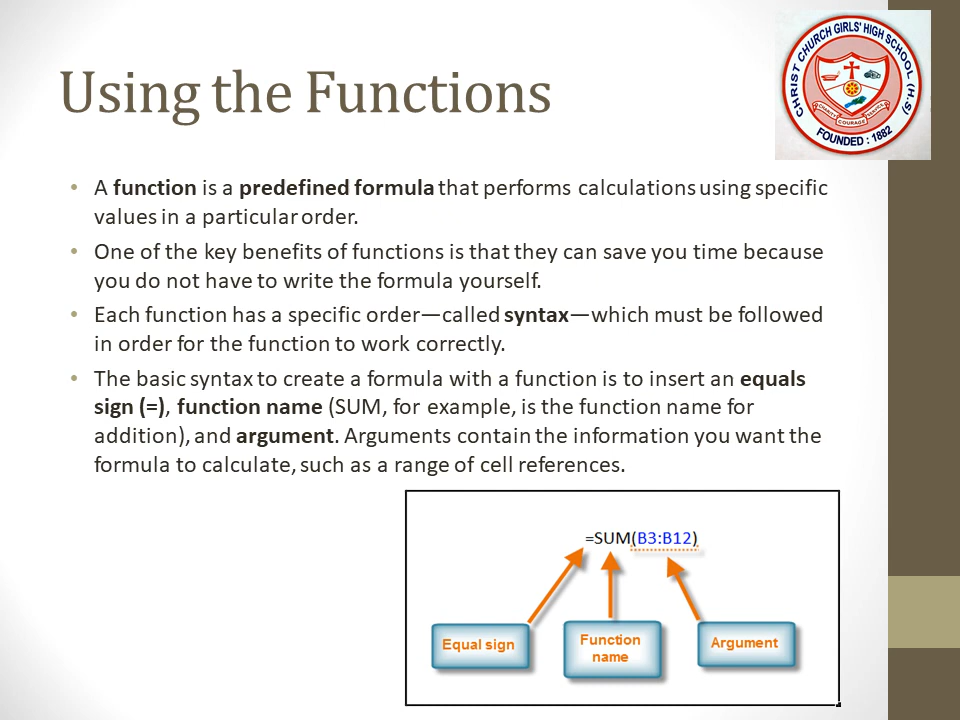 Using the Functions
CHRIST CHURCH GIRLS' HIGH SCHOOL (H.S)
CHARITY COURAGE SERVICE
FOUNDED : 1882
• A function is a predefined formula that performs calculations using specific
values in a particular order.
• One of the key benefits of functions is that they can save you time because
you do not have to write the formula yourself.
• Each function has a specific order—called syntax—which must be followed
in order for the function to work correctly.
• The basic syntax to create a formula with a function is to insert an equals
sign (=), function name (SUM, for example, is the function name for
addition), and argument. Arguments contain the information you want the
formula to calculate, such as a range of cell references.
=SUM(B3:B12)
Equal sign
Function
name
Argument